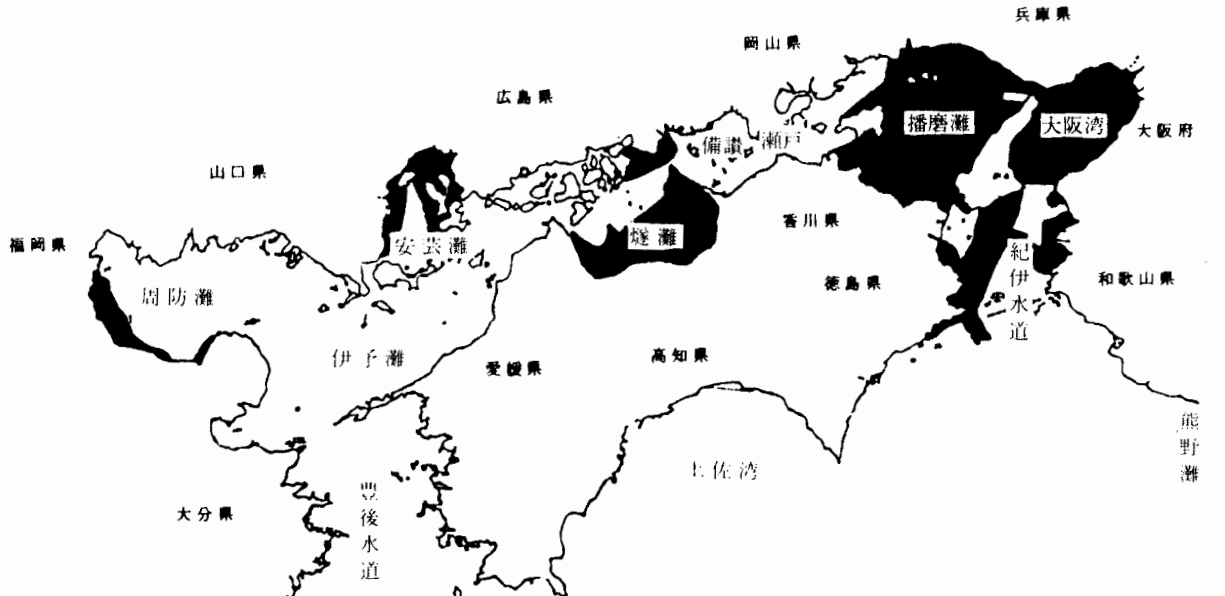 兵庫県
岡山県
広島県
播磨灘
大阪湾
大阪府
備讃瀬戸
山口県
香川県
燧灘
福岡県
安芸灘
紀伊水道
徳島県
和歌山県
周防灘
伊予灘
愛媛県
高知県
熊野灘
土佐湾
大分県
豊後水道